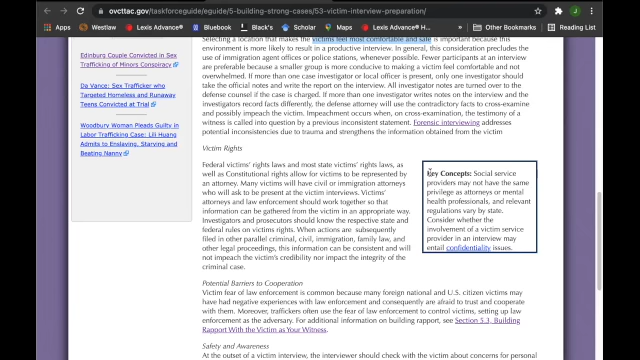 ovcttac.gov/taskforceguide/eguide/5-building-strong-cases/53-victim-interview-preparation/
Apps
Westlaw
Lexis Advance® H...
Black's
Bluebook
SSRN
Lexis Advance® H...
Other Bookmarks
Edinburg Couple Convicted in Sex
Trafficking of Minors Conspiracy
Da Vance: Sex Trafficker who
Targeted Homeless and Runaway
Teens Convicted at Trial
Woodbury Woman Pleads Guilty in
Labor Trafficking Case: Lili Huang
Admits to Enslaving, Starving and
Beating Nanny
Selecting a location that makes the victims feel most comfortable and safe is important because this
environment is more likely to result in a productive interview. In general, this consideration precludes the
use of immigration agent offices or police stations, whenever possible. Fewer participants at an interview
are preferable because a smaller group is more conducive to making a victim feel comfortable and not
overwhelmed. If more than one case investigator or local officer is present, only one investigator should
take the official notes and write the report on the interview. All investigator notes are turned over to the
defense counsel if the case is charged. If more than one investigator writes notes on the interview and the
investigators record facts differently, the defense attorney will use the contradictory facts to cross-examine
and possibly impeach the victim. Impeachment occurs when, on cross-examination, the testimony of a
witness is called into question by a previous inconsistent statement. Forensic interviewing addresses
potential inconsistencies due to trauma and strengthens the information obtained from the victim
Victim Rights
Federal victims' rights laws and most state victims' rights laws, as
well as Constitutional rights allow for victims to be represented by
an attorney. Many victims will have civil or immigration attorneys
who will ask to be present at the victim interviews. Victims'
attorneys and law enforcement should work together so that
information can be gathered from the victim in an appropriate way.
Investigators and prosecutors should know the respective state and
federal rules on victims rights. When actions are subsequently
filed in other parallel criminal, civil, immigration, family law, and
other legal proceedings, this information can be consistent and will
not impeach the victim's credibility nor impact the integrity of the
criminal case.
Key Concepts: Social service
providers may not have the same
privilege as attorneys or mental
health professionals, and relevant
regulations vary by state.
Consider whether the
involvement of a victim service
provider in an interview may
entail confidentiality issues.
Potential Barriers to Cooperation
Victim fear of law enforcement is common because many foreign national and U.S. citizen victims may
have had negative experiences with law enforcement and consequently are afraid to trust and cooperate
with them. Moreover, traffickers often use the fear of law enforcement to control victims, setting up law
enforcement as the adversary. For additional information on building rapport, see Section 5.3, Building
Rapport With the Victim as Your Witness.
Safety and Awareness
At the outset of a victim interview, the interviewer should check with the victim about concerns for personal